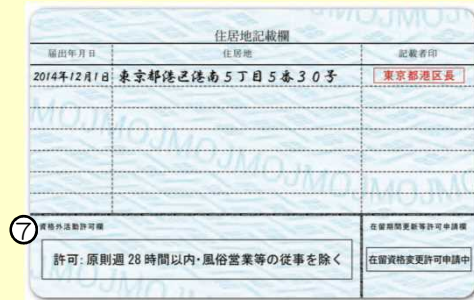 住居地記載欄
届出年月日 住居地 記載者印
2014年12月1日 東京都港区港南5丁目5番30号 東京都港区長
MOJMOJMOJMOJMOJMO
⑦
資格外活動許可欄 在留期間更新等許可申請欄
許可: 原則週28時間以内・風俗営業等の従事を除く 在留資格変更許可申請中